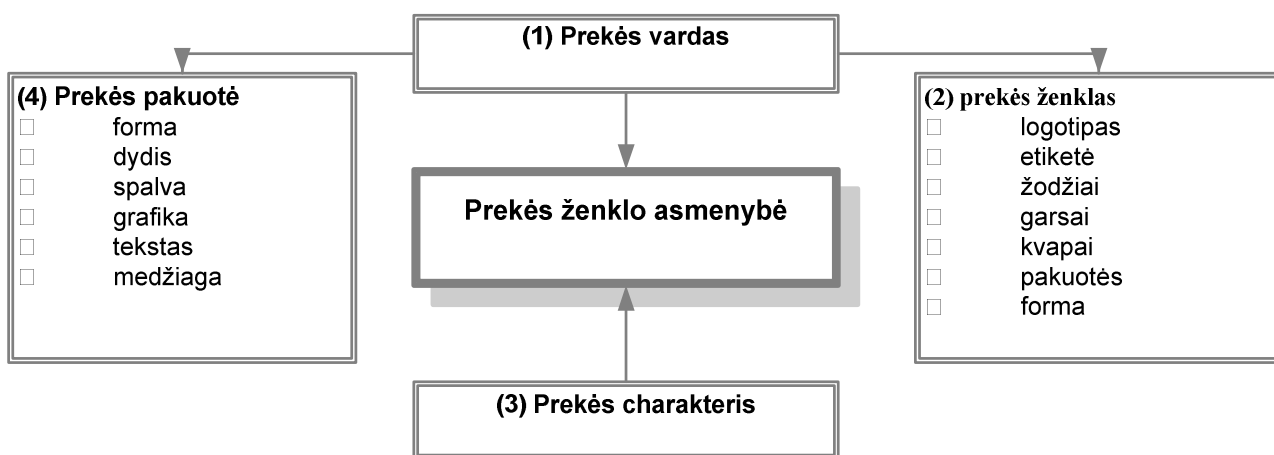 (1) Prekės vardas
(4) Prekės pakuotė
forma
dydis
spalva
grafika
tekstas
medžiaga
(2) prekės ženklas
logotipas
etiketė
žodžiai
garsai
kvapai
pakuotės
forma
Prekės ženklo asmenybė
(3) Prekės charakteris